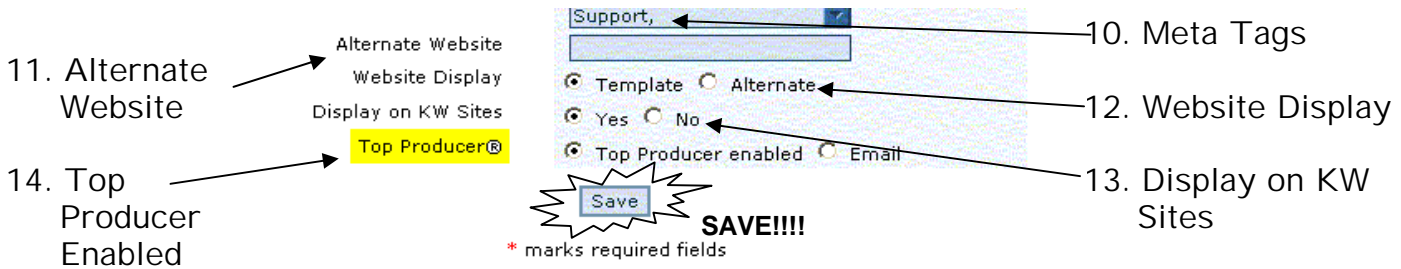 Support,
10. Meta Tags
Alternate Website
11. Alternate
Website
Website Display
Template Alternate
12. Website Display
Display on KW Sites
Yes No
Top Producer®
Top Producer enabled Email
13. Display on KW
Sites
14. Top
Producer
Enabled
Save
SAVE!!!!
* marks required fields